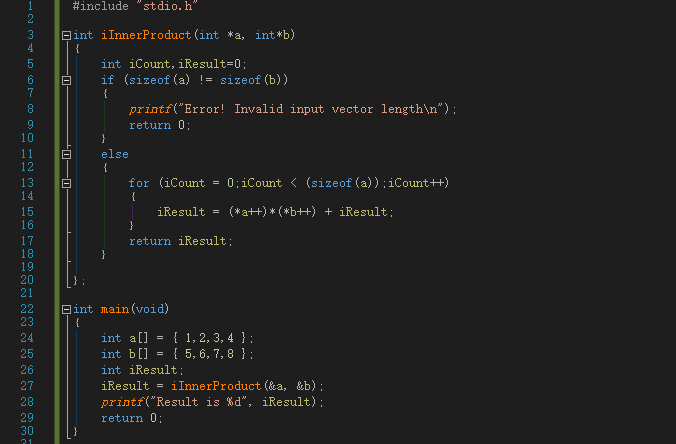 1 #include "stdio.h"
2
3 int iInnerProduct(int *a, int*b)
4 {
5 int iCount,iResult=0;
6 if (sizeof(a) != sizeof(b))
7 {
8 printf("Error! Invalid input vector length\n");
9 return 0;
10 }
11 else
12 {
13 for (iCount = 0;iCount < (sizeof(a));iCount++)
14 {
15 iResult = (*a++)*(*b++) + iResult;
16 }
17 return iResult;
18 }
19
20 };
21
22 int main(void)
23 {
24 int a[] = { 1,2,3,4 };
25 int b[] = { 5,6,7,8 };
26 int iResult;
27 iResult = iInnerProduct(&a, &b);
28 printf("Result is %d", iResult);
29 return 0;
30 }
31